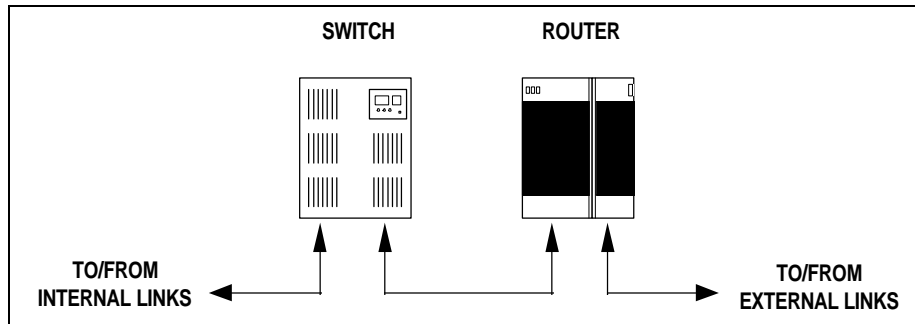 SWITCH
ROUTER
TO/FROM
INTERNAL LINKS
TO/FROM
EXTERNAL LINKS